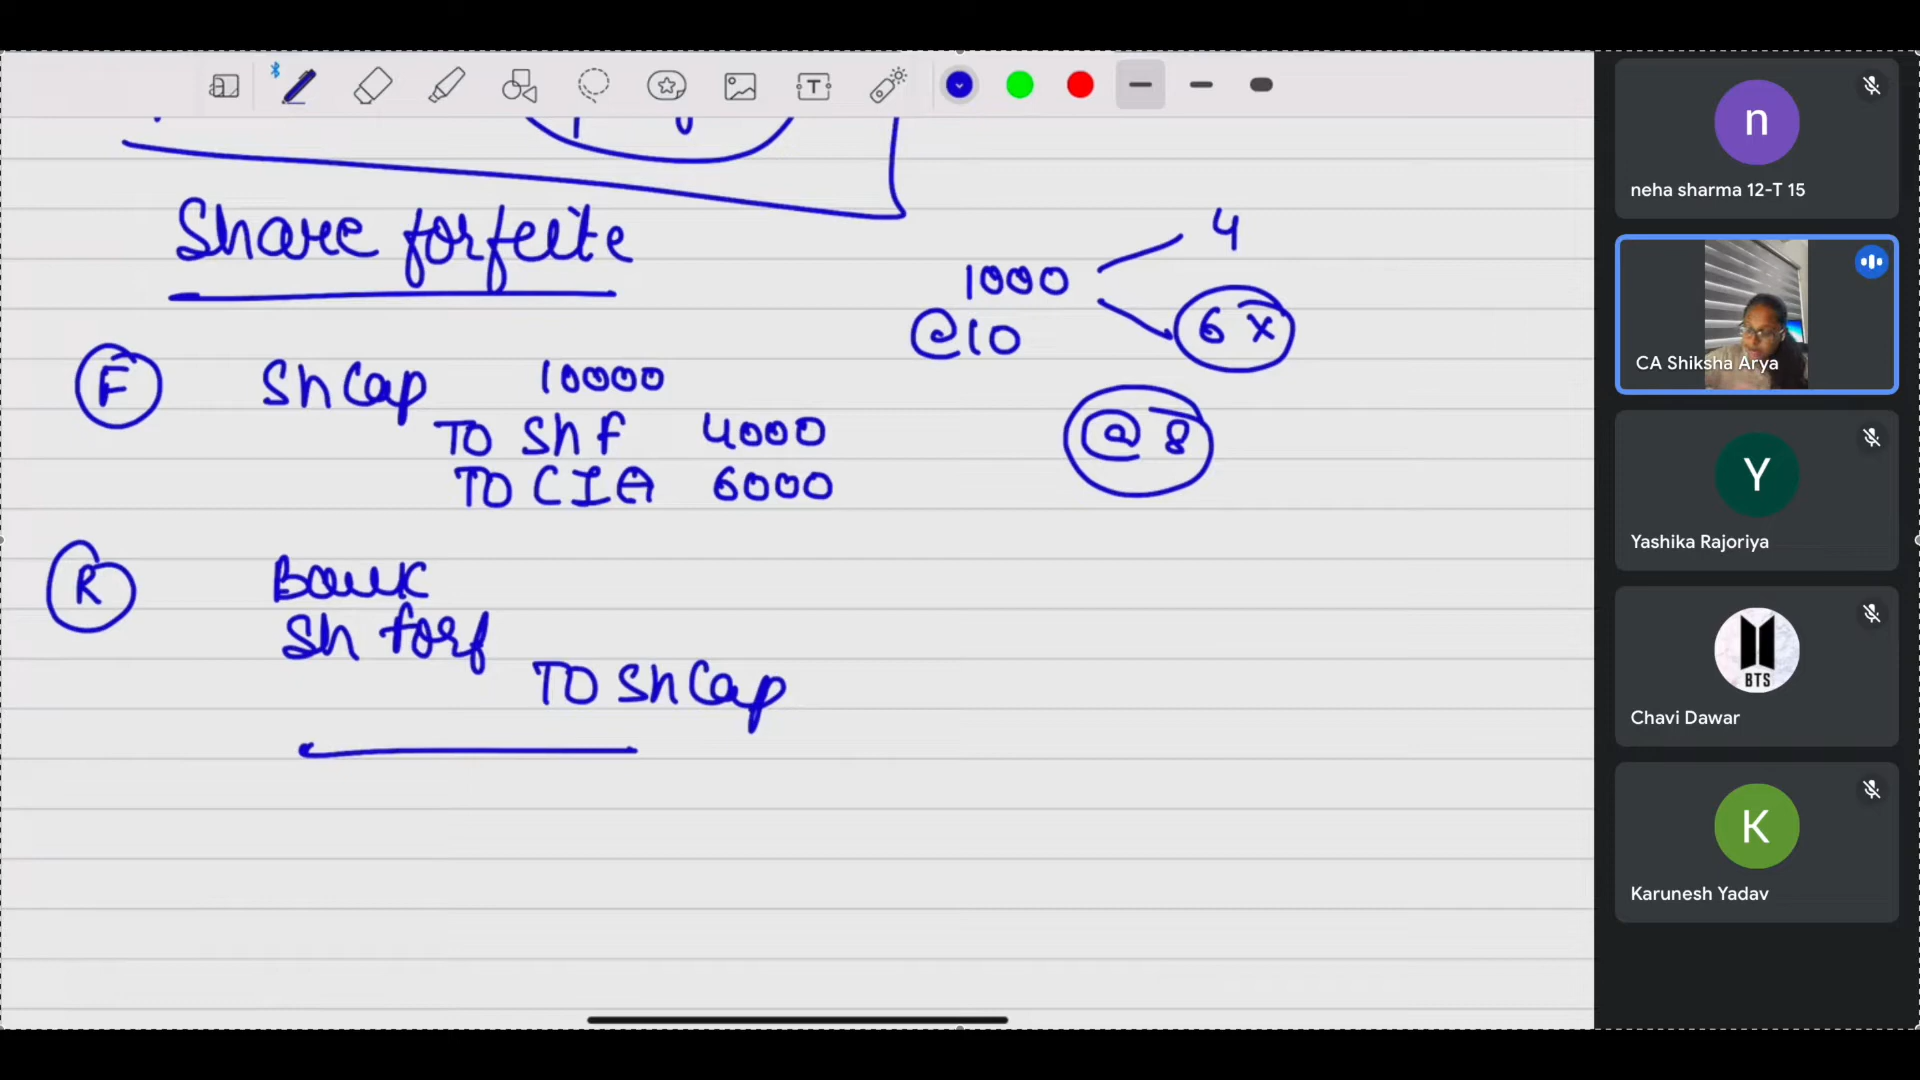 Share forfeite
1000
4
@10
6 x
@ 8
F
Sh Cap 10000
TO Sh F 4000
TO CIA 6000
R
Bank
Sh forf
TO Sh Cap
n
neha sharma 12-T 15
CA Shiksha Arya
Y
Yashika Rajoriya
BTS
Chavi Dawar
K
Karunesh Yadav